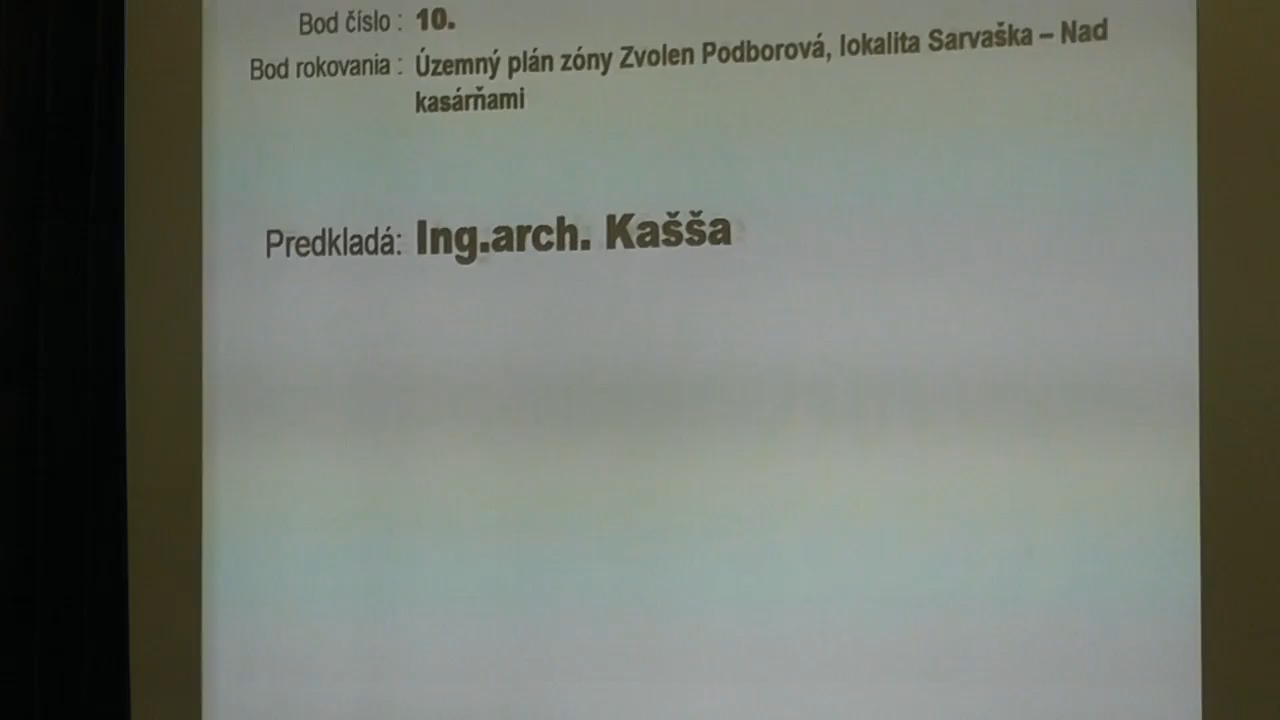 Bod číslo : 10.
Bod rokovania : Územný plán zóny Zvolen Podborová, lokalita Sarvaška – Nad
kasárňami
Predkladá: Ing.arch. Kašša